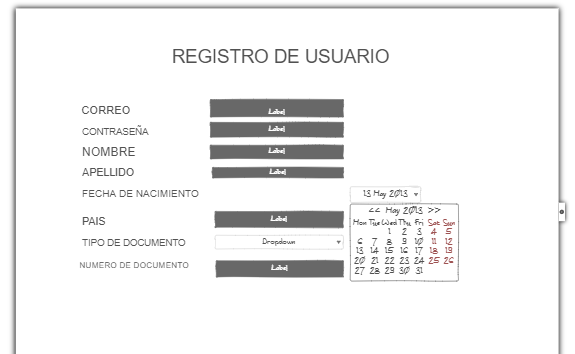 REGISTRO DE USUARIO
CORREO Label
CONTRASEÑA Label
NOMBRE Label
APELLIDO Label
FECHA DE NACIMIENTO 13 May 2013
PAIS Label
<< May 2013 >>
Mon Tue Wed Thu Fri Sat Sun
1 2 3 4 5
6 7 8 9 10 11 12
13 14 15 16 17 18 19
20 21 22 23 24 25 26
27 28 29 30 31
TIPO DE DOCUMENTO Dropdown
NUMERO DE DOCUMENTO Label